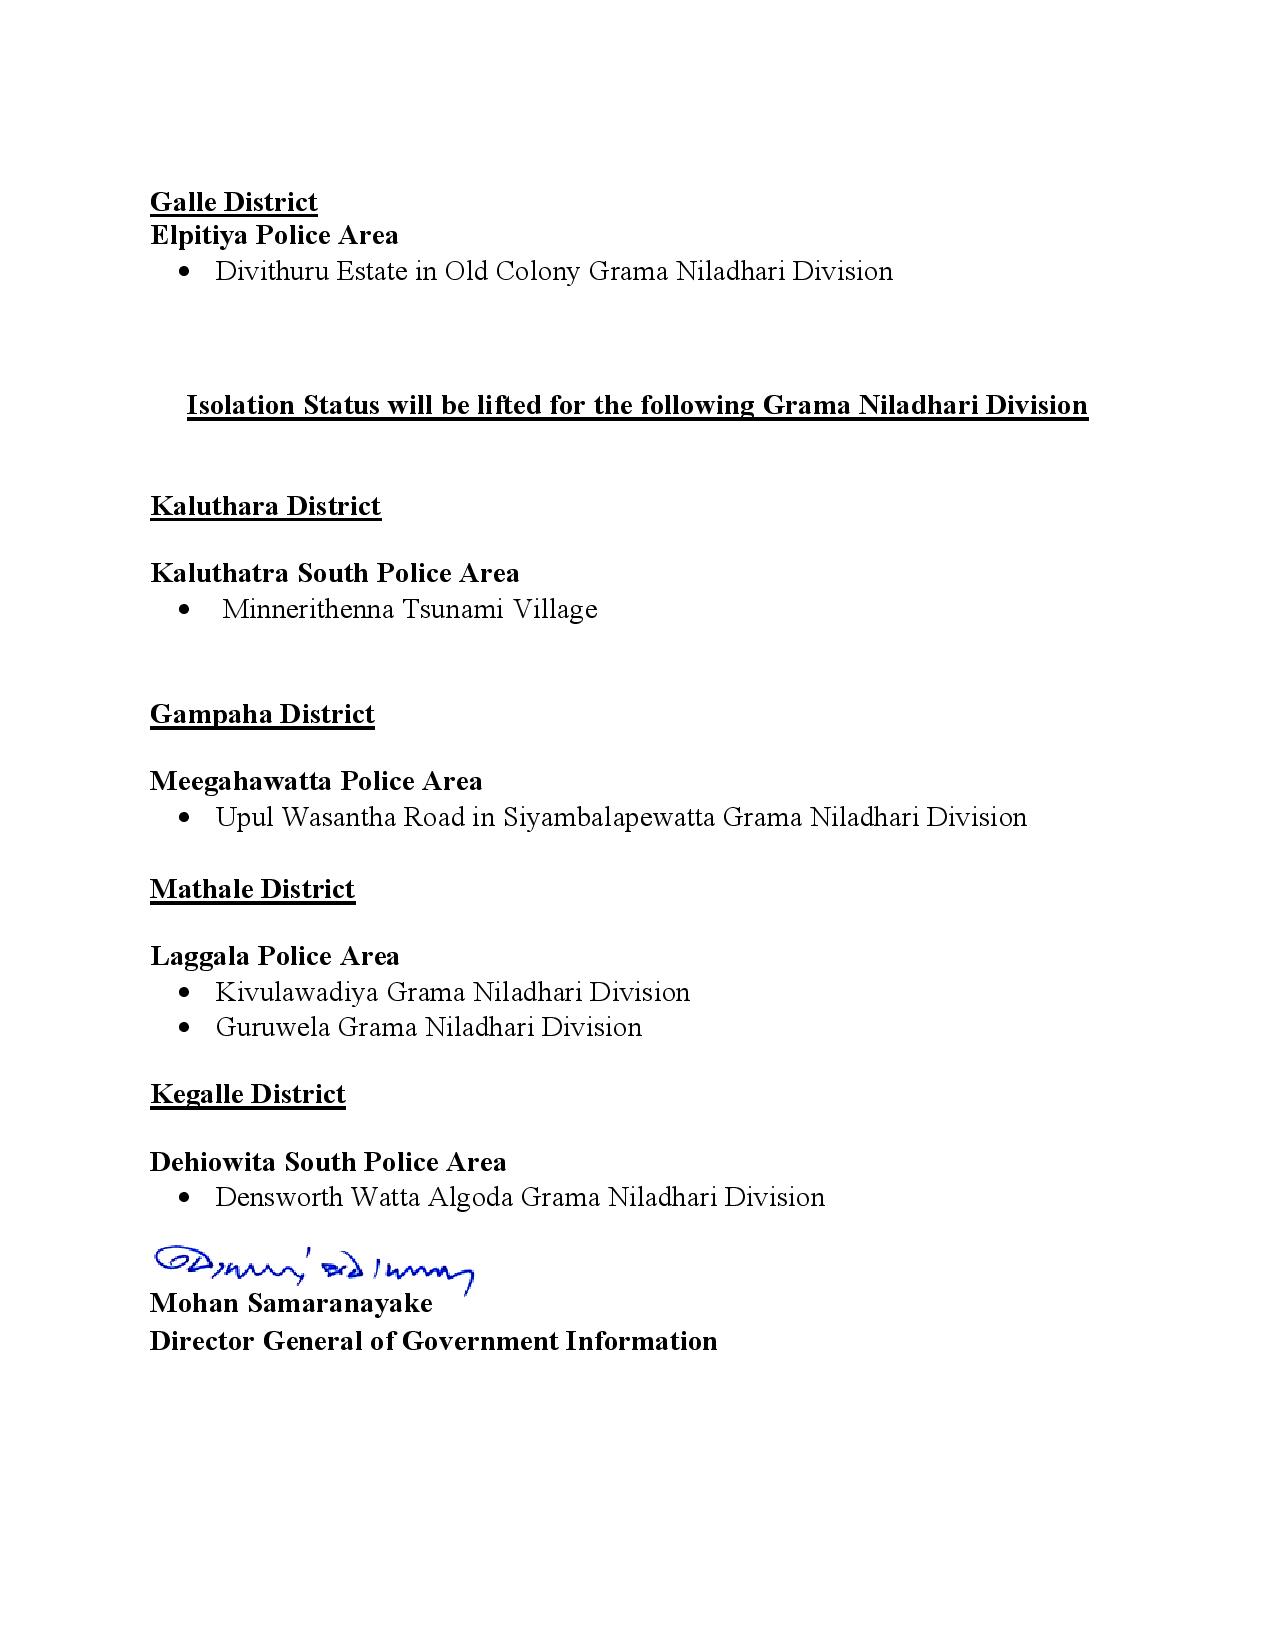 Galle District
Elpitiya Police Area
• Divithuru Estate in Old Colony Grama Niladhari Division
Isolation Status will be lifted for the following Grama Niladhari Division
Kaluthara District
Kaluthatra South Police Area
• Minnerithenna Tsunami Village
Gampaha District
Meegahawatta Police Area
• Upul Wasantha Road in Siyambalapewatta Grama Niladhari Division
Mathale District
Laggala Police Area
• Kivulawadiya Grama Niladhari Division
• Guruwela Grama Niladhari Division
Kegalle District
Dehiowita South Police Area
• Densworth Watta Algoda Grama Niladhari Division
Mohan Samaranayake
Director General of Government Information